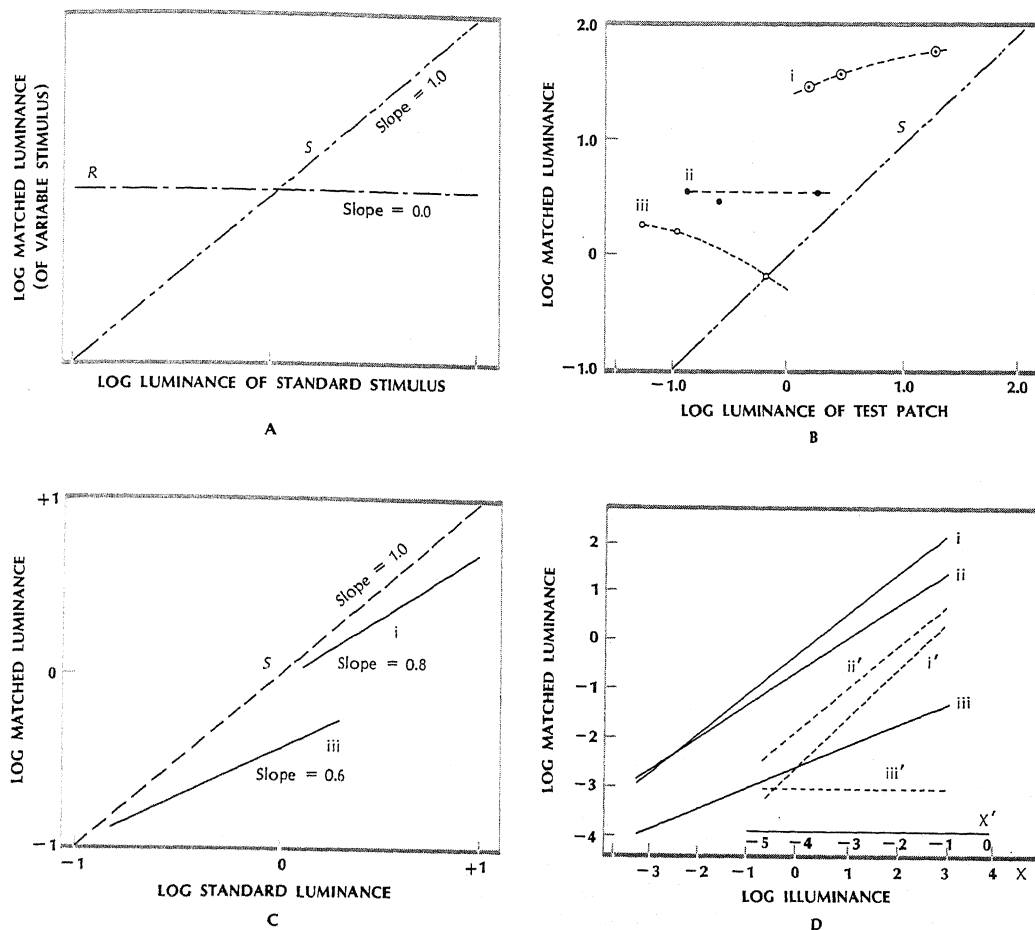 LOG MATCHED LUMINANCE
(OF VARIABLE STIMULUS)
R
S
Slope = 1.0
Slope = 0.0
LOG LUMINANCE OF STANDARD STIMULUS
A
LOG MATCHED LUMINANCE
2.0
1.0
0
−1.0
i
ii
iii
S
−1.0 0 1.0 2.0
LOG LUMINANCE OF TEST PATCH
B
LOG MATCHED LUMINANCE
+1
0
−1
Slope = 1.0
S
i
Slope = 0.8
iii
Slope = 0.6
−1 0 +1
LOG STANDARD LUMINANCE
C
LOG MATCHED LUMINANCE
2
1
0
−1
−2
−3
−4
i
ii
ii′
i′
iii
iii′
X′
−5 −4 −3 −2 −1 0
−3 −2 −1 0 1 2 3 4 X
LOG ILLUMINANCE
D